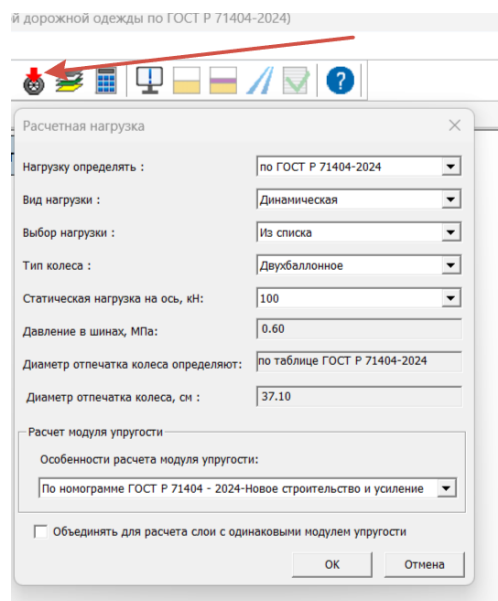 й дорожной одежды по ГОСТ Р 71404-2024)
?
Расчетная нагрузка
Нагрузку определять : по ГОСТ Р 71404-2024
Вид нагрузки : Динамическая
Выбор нагрузки : Из списка
Тип колеса : Двухбаллонное
Статическая нагрузка на ось, кН: 100
Давление в шинах, МПа: 0.60
Диаметр отпечатка колеса определяют: по таблице ГОСТ Р 71404-2024
Диаметр отпечатка колеса, см : 37.10
Расчет модуля упругости
Особенности расчета модуля упругости:
По номограмме ГОСТ Р 71404 - 2024-Новое строительство и усиление
Объединять для расчета слои с одинаковыми модулем упругости
ОК Отмена